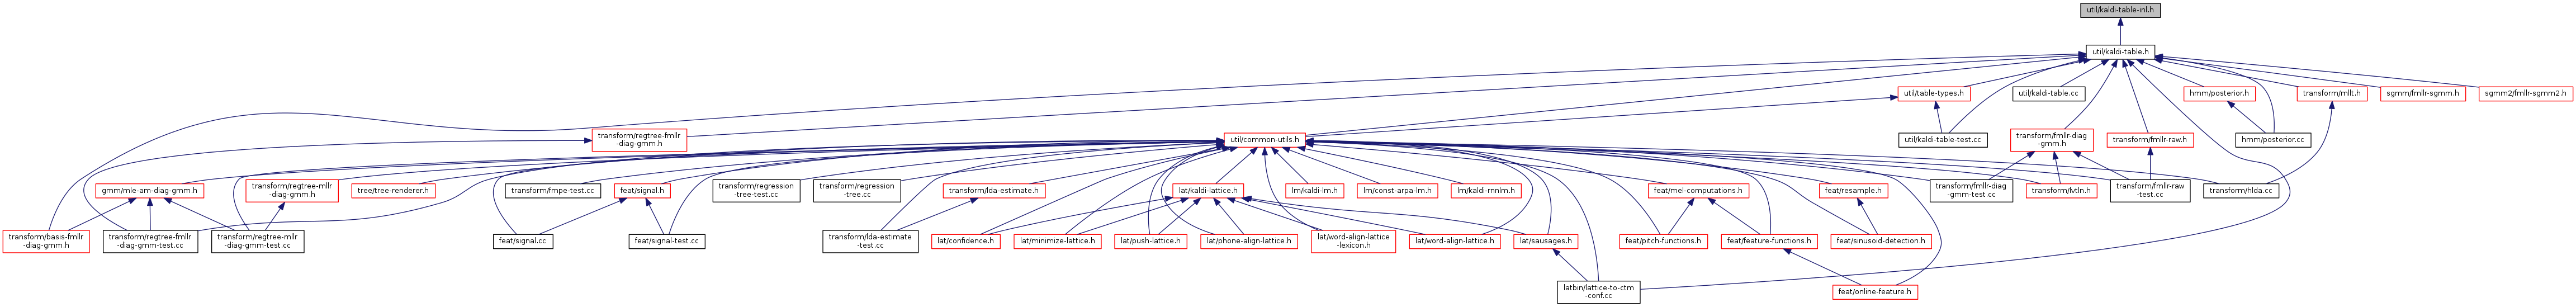 util/kaldi-table-inl.h
util/kaldi-table.h
util/table-types.h
util/kaldi-table.cc
hmm/posterior.h
transform/mllt.h
sgmm/fmllr-sgmm.h
sgmm2/fmllr-sgmm2.h
transform/regtree-fmllr
-diag-gmm.h
util/common-utils.h
util/kaldi-table-test.cc
transform/fmllr-diag
-gmm.h
transform/fmllr-raw.h
hmm/posterior.cc
gmm/mle-am-diag-gmm.h
transform/regtree-mllr
-diag-gmm.h
tree/tree-renderer.h
transform/fmpe-test.cc
feat/signal.h
transform/regression
-tree-test.cc
transform/regression
-tree.cc
transform/lda-estimate.h
lat/kaldi-lattice.h
lm/kaldi-lm.h
lm/const-arpa-lm.h
lm/kaldi-rnnlm.h
feat/mel-computations.h
feat/resample.h
transform/fmllr-diag
-gmm-test.cc
transform/lvtln.h
transform/fmllr-raw
-test.cc
transform/hlda.cc
transform/basis-fmllr
-diag-gmm.h
transform/regtree-fmllr
-diag-gmm-test.cc
transform/regtree-mllr
-diag-gmm-test.cc
feat/signal.cc
feat/signal-test.cc
transform/lda-estimate
-test.cc
lat/confidence.h
lat/minimize-lattice.h
lat/push-lattice.h
lat/phone-align-lattice.h
lat/word-align-lattice
-lexicon.h
lat/word-align-lattice.h
lat/sausages.h
feat/pitch-functions.h
feat/feature-functions.h
feat/sinusoid-detection.h
latbin/lattice-to-ctm
-conf.cc
feat/online-feature.h